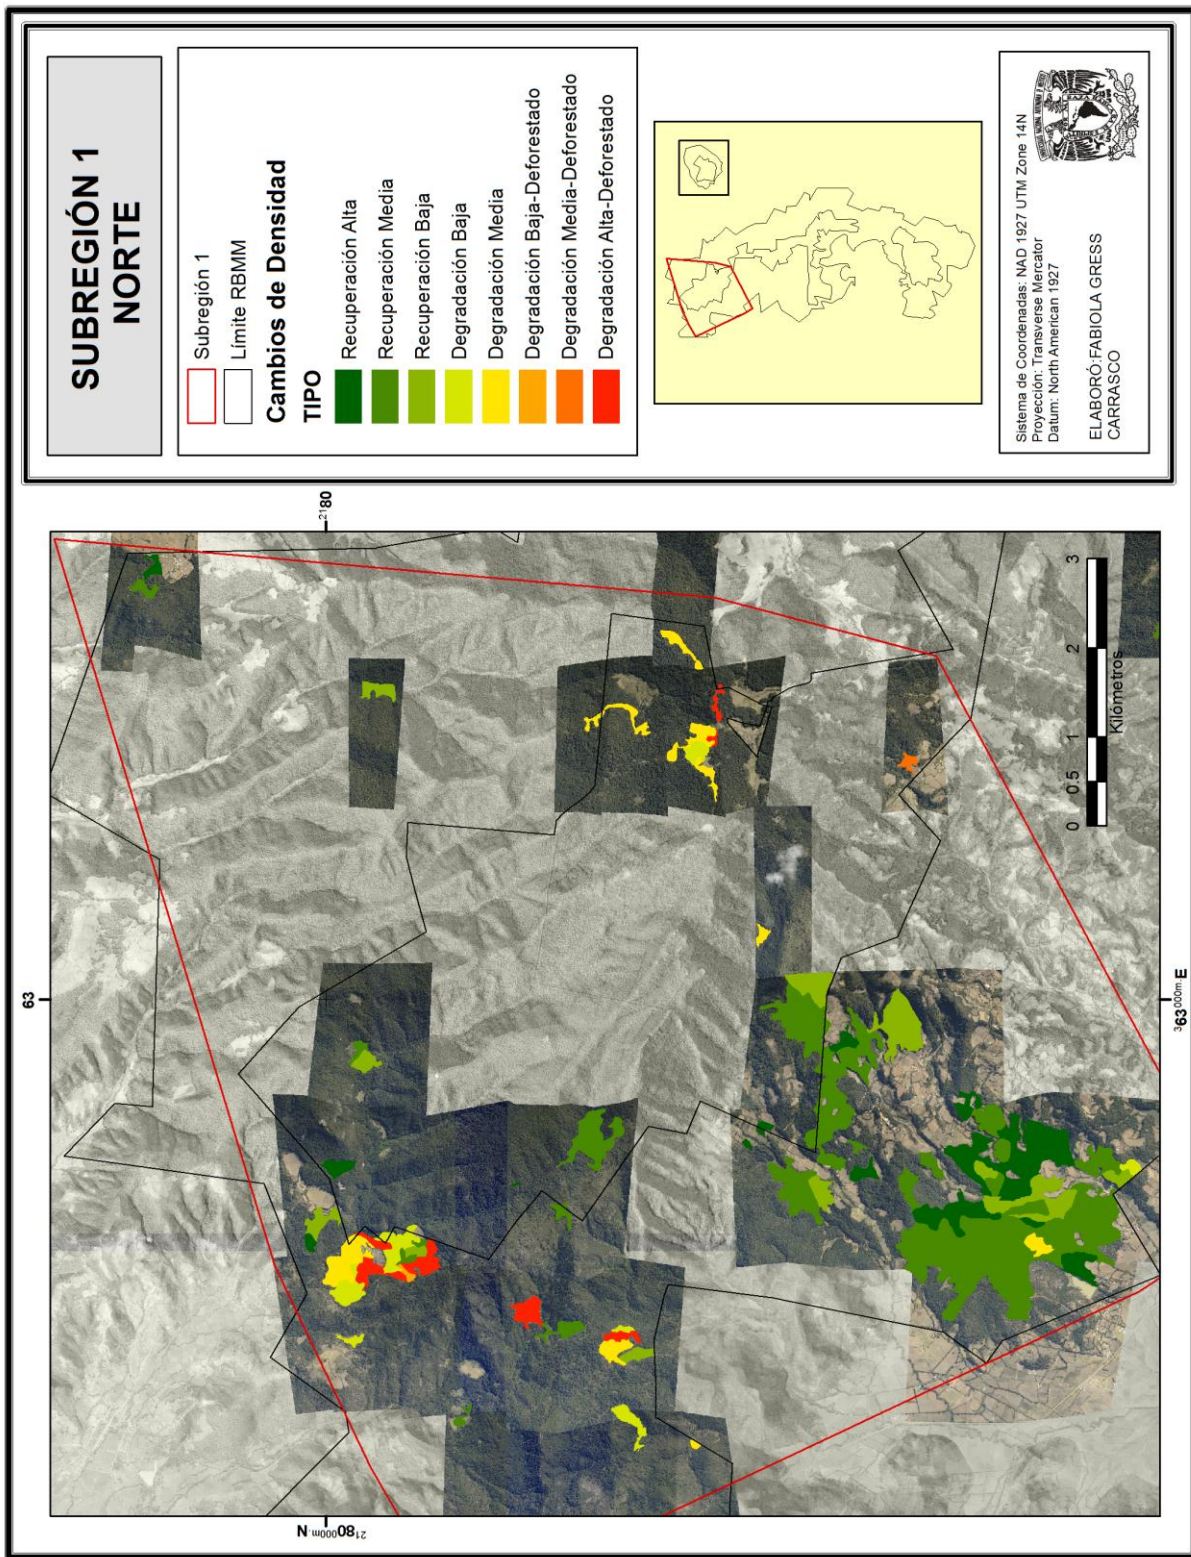 SUBREGIÓN 1
NORTE
Subregión 1
Límite RBMM
Cambios de Densidad
TIPO
Recuperación Alta
Recuperación Media
Recuperación Baja
Degradación Baja
Degradación Media
Degradación Baja-Deforestado
Degradación Media-Deforestado
Degradación Alta-Deforestado
Sistema de Coordenadas: NAD 1927 UTM Zone 14N
Proyección: Transverse Mercator
Datum: North American 1927
ELABORÓ:FABIOLA GRESS
CARRASCO
63
2180
2180000m. N
363000m. E
0 0.5 1 2 3
Kilómetros